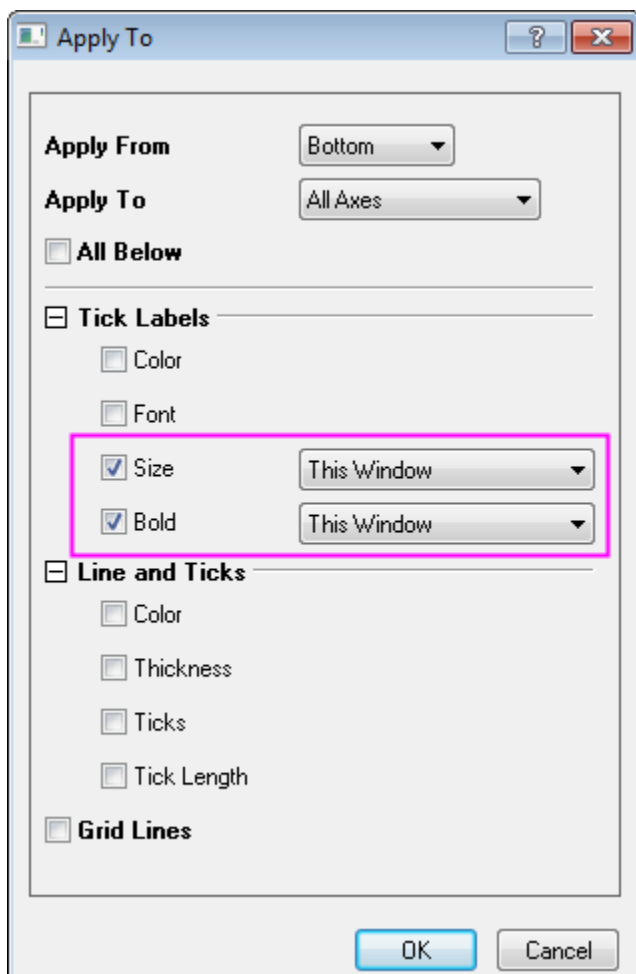 Apply To
Apply From Bottom
Apply To All Axes
All Below
Tick Labels
Color
Font
Size This Window
Bold This Window
Line and Ticks
Color
Thickness
Ticks
Tick Length
Grid Lines
OK Cancel